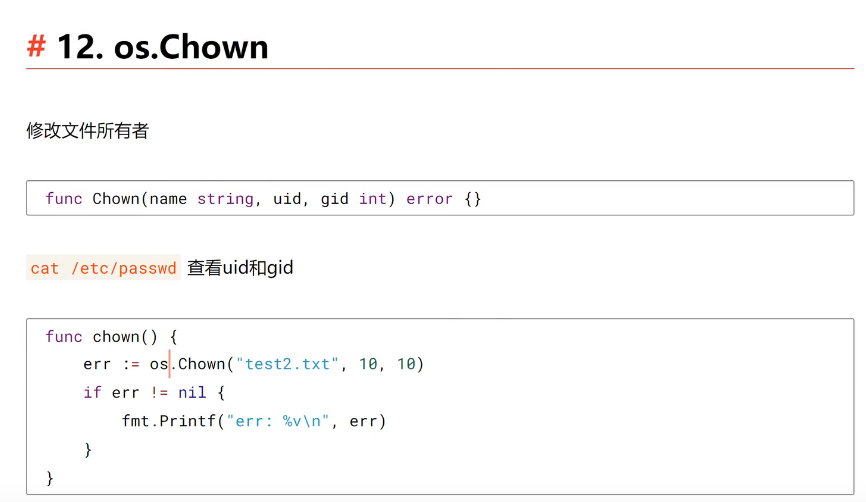 # 12. os.Chown
修改文件所有者
func Chown(name string, uid, gid int) error {}
cat /etc/passwd 查看uid和gid
func chown() {
    err := os.Chown("test2.txt", 10, 10)
    if err != nil {
        fmt.Printf("err: %v\n", err)
    }
}